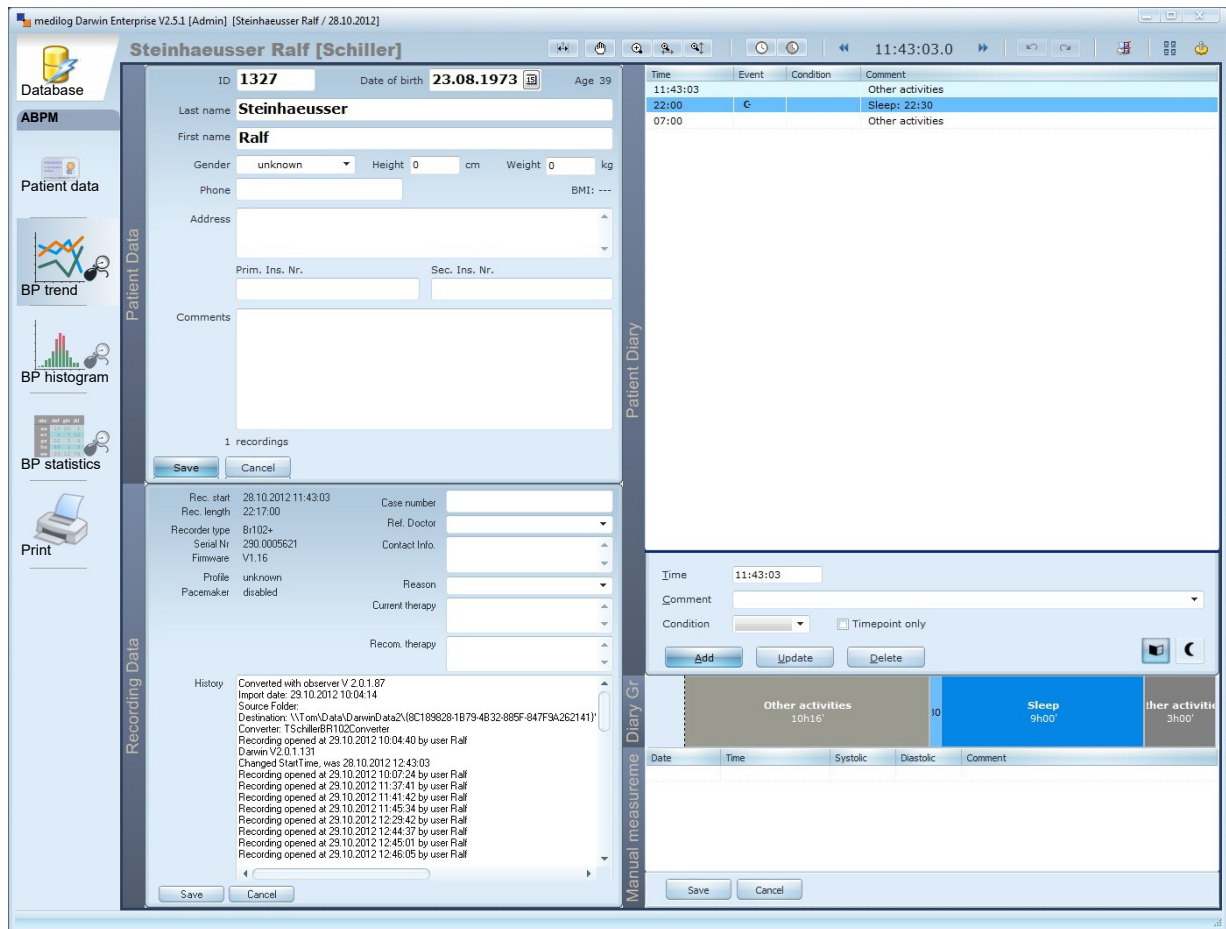 medilog Darwin Enterprise V2.5.1 [Admin] [Steinhaeusser Ralf / 28.10.2012]
Steinhaeusser Ralf [Schiller]
11:43:03.0
Database
ABPM
Patient data
BP trend
BP histogram
BP statistics
Print
Patient Data
ID 1327 Date of birth 23.08.1973 15 Age 39
Last name Steinhaeusser
First name Ralf
Gender unknown Height 0 cm Weight 0 kg
Phone BMI: ---
Address
Prim. Ins. Nr. Sec. Ins. Nr.
Comments
1 recordings
Save Cancel
Recording Data
Rec. start 28.10.2012 11:43:03
Rec. length 22:17:00
Recorder type Br102+
Serial Nr 290.0005621
Firmware V1.16
Profile unknown
Pacemaker disabled
Case number
Ref. Doctor
Contact Info.
Reason
Current therapy
Recom. therapy
History
Converted with observer V 2.0.1.87
Import date: 29.10.2012 10:04:14
Source Folder:
Destination: \\Tom\Data\DarwinData2\{8C189828-1B79-4B32-885F-847F9A262141}'
Converter: TSchillerBR102Converter
Recording opened at 29.10.2012 10:04:40 by user Ralf
Darwin V2.0.1.131
Changed StartTime, was 28.10.2012 12:43:03
Recording opened at 29.10.2012 10:07:24 by user Ralf
Recording opened at 29.10.2012 11:37:41 by user Ralf
Recording opened at 29.10.2012 11:41:42 by user Ralf
Recording opened at 29.10.2012 11:45:34 by user Ralf
Recording opened at 29.10.2012 12:29:42 by user Ralf
Recording opened at 29.10.2012 12:44:37 by user Ralf
Recording opened at 29.10.2012 12:45:01 by user Ralf
Recording opened at 29.10.2012 12:46:05 by user Ralf
Save Cancel
Patient Diary
Time Event Condition Comment
11:43:03 Other activities
22:00 Sleep: 22:30
07:00 Other activities
Time 11:43:03
Comment
Condition Timepoint only
Add Update Delete
Diary Gr
Other activities
10h16'
30
Sleep
9h00'
ther activitie
3h00'
Manual measureme
Date Time Systolic Diastolic Comment
Save Cancel